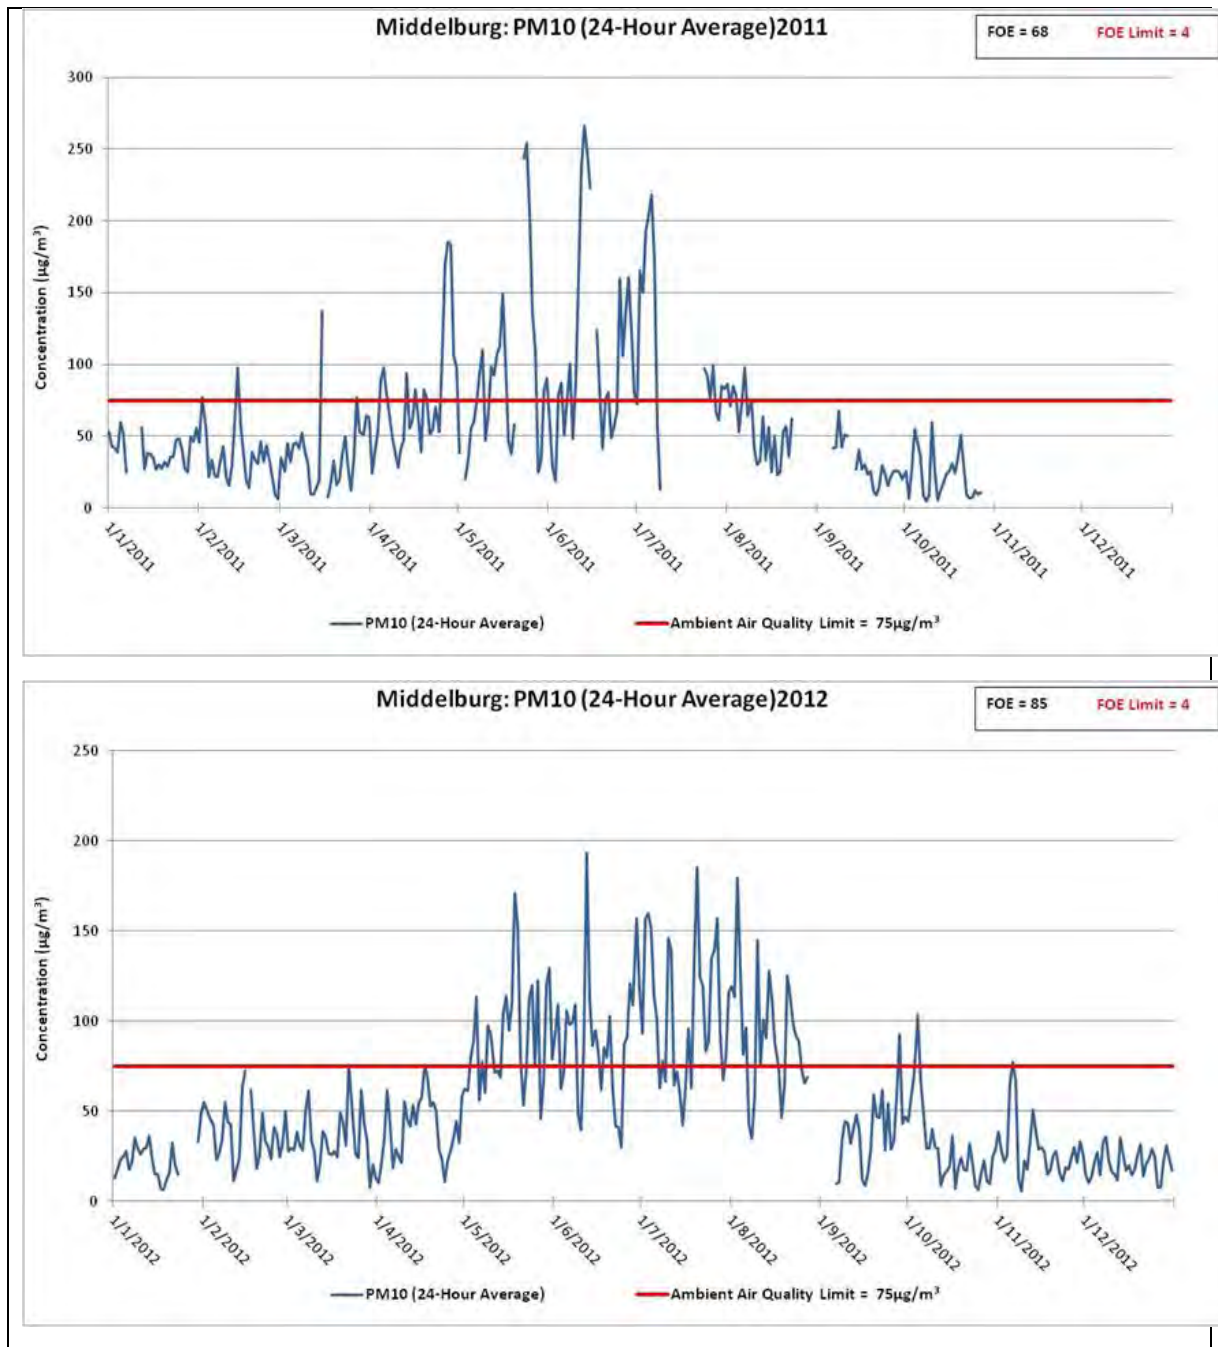 Middelburg: PM10 (24-Hour Average)2011
FOE = 68 FOE Limit = 4
300
250
200
150
100
50
0
Concentration (µg/m³)
1/1/2011 1/2/2011 1/3/2011 1/4/2011 1/5/2011 1/6/2011 1/7/2011 1/8/2011 1/9/2011 1/10/2011 1/11/2011 1/12/2011
PM10 (24-Hour Average) Ambient Air Quality Limit = 75µg/m³
Middelburg: PM10 (24-Hour Average)2012
FOE = 85 FOE Limit = 4
250
200
150
100
50
0
Concentration (µg/m³)
1/1/2012 1/2/2012 1/3/2012 1/4/2012 1/5/2012 1/6/2012 1/7/2012 1/8/2012 1/9/2012 1/10/2012 1/11/2012 1/12/2012
PM10 (24-Hour Average) Ambient Air Quality Limit = 75µg/m³